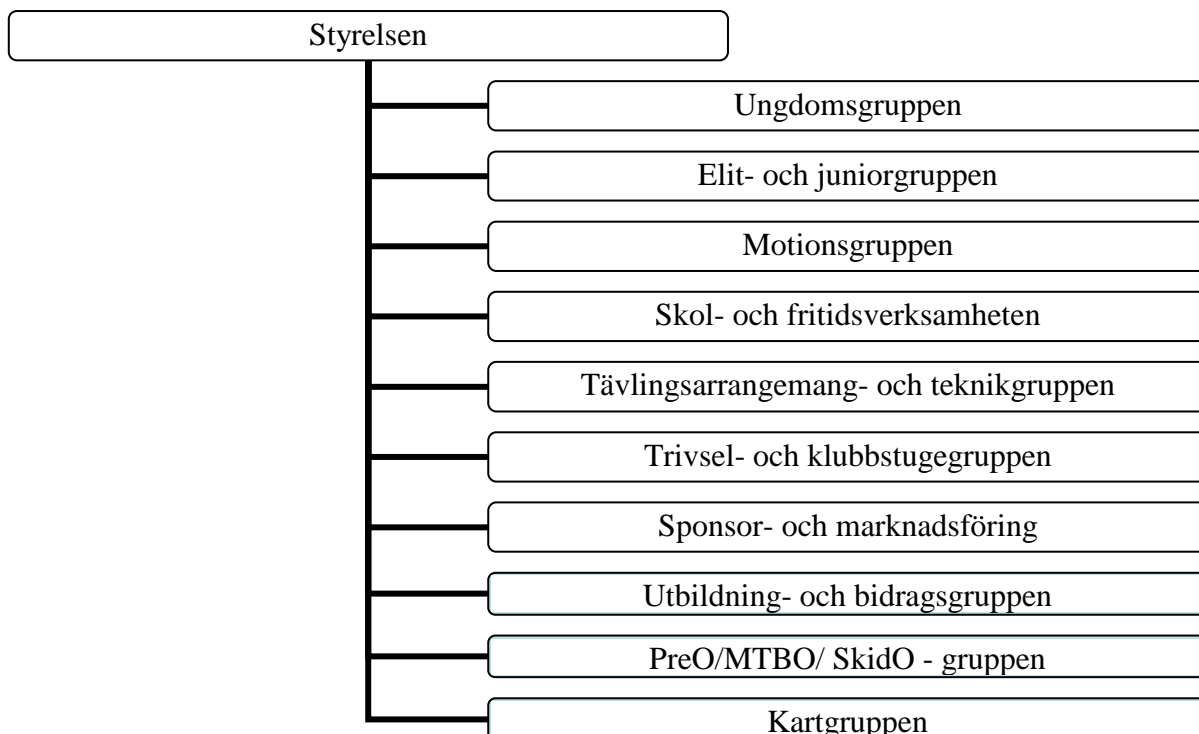 Styrelsen
Ungdomsgruppen
Elit- och juniorgruppen
Motionsgruppen
Skol- och fritidsverksamheten
Tävlingsarrangemang- och teknikgruppen
Trivsel- och klubbstugegruppen
Sponsor- och marknadsföring
Utbildning- och bidragsgruppen
PreO/MTBO/ SkidO - gruppen
Kartgruppen